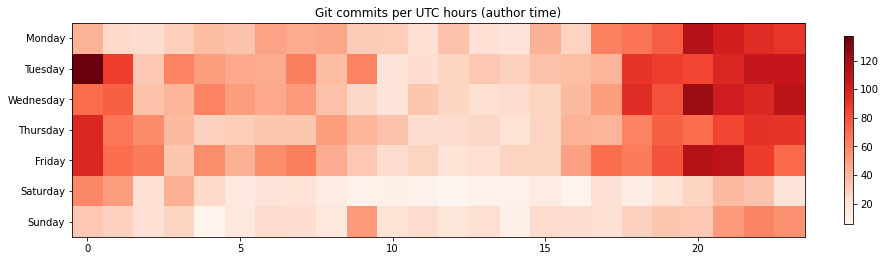 Git commits per UTC hours (author time)
Monday
Tuesday
Wednesday
Thursday
Friday
Saturday
Sunday
0 5 10 15 20
120
100
80
60
40
20